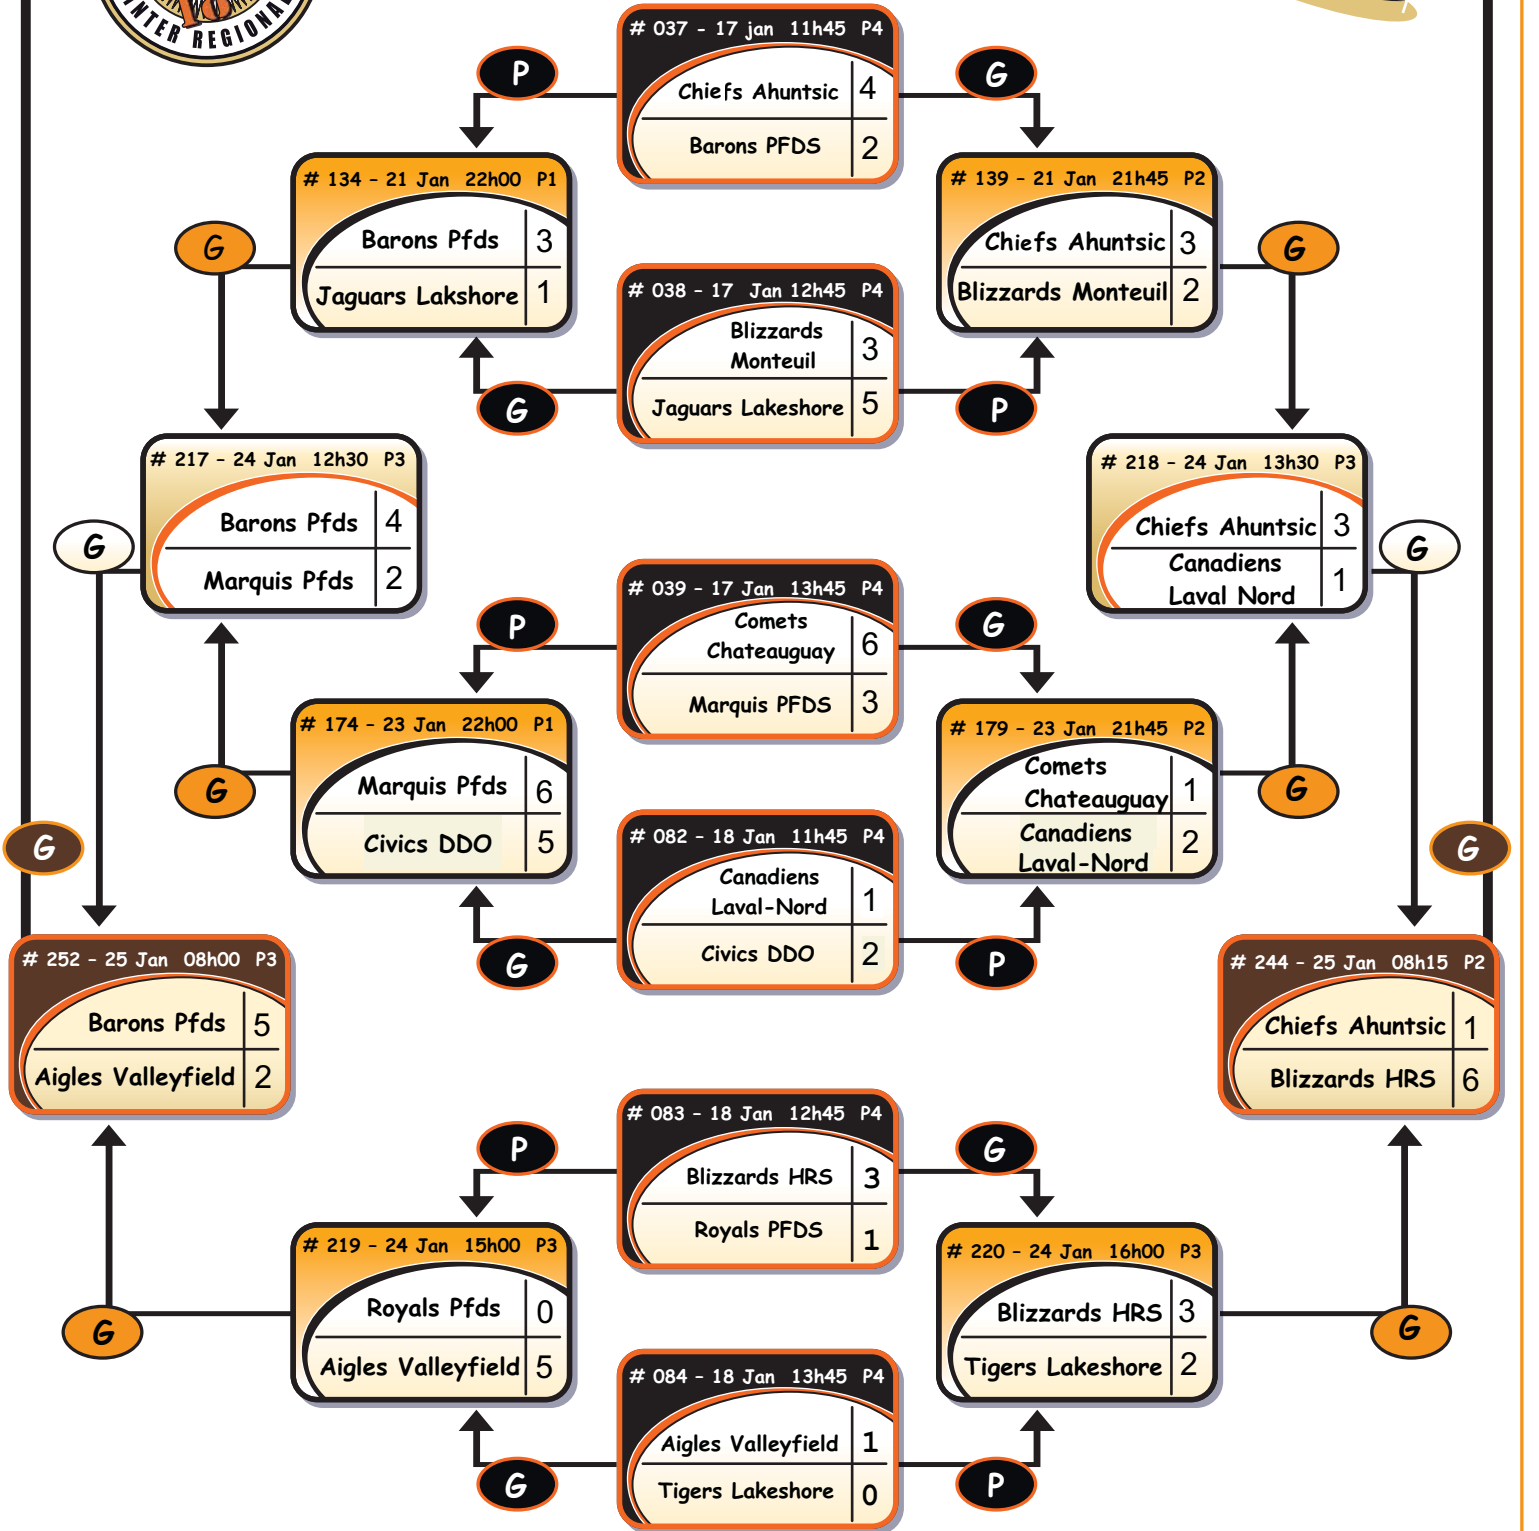 18
INTER REGIONAL
# 037 - 17 jan 11h45 P4
Chiefs Ahuntsic 4
Barons PFDS 2
P
G
# 134 - 21 Jan 22h00 P1
Barons Pfds 3
Jaguars Lakshore 1
# 139 - 21 Jan 21h45 P2
Chiefs Ahuntsic 3
Blizzards Monteuil 2
G
G
# 038 - 17 Jan 12h45 P4
Blizzards
Monteuil 3
Jaguars Lakeshore 5
G
P
# 217 - 24 Jan 12h30 P3
Barons Pfds 4
Marquis Pfds 2
# 218 - 24 Jan 13h30 P3
Chiefs Ahuntsic 3
Canadiens
Laval Nord 1
G
G
# 039 - 17 Jan 13h45 P4
Comets
Chateauguay 6
Marquis PFDS 3
P
G
# 174 - 23 Jan 22h00 P1
Marquis Pfds 6
Civics DDO 5
# 179 - 23 Jan 21h45 P2
Comets
Chateauguay 1
Canadiens
Laval-Nord 2
G
G
# 082 - 18 Jan 11h45 P4
Canadiens
Laval-Nord 1
Civics DDO 2
G
G
G
P
# 252 - 25 Jan 08h00 P3
Barons Pfds 5
Aigles Valleyfield 2
# 244 - 25 Jan 08h15 P2
Chiefs Ahuntsic 1
Blizzards HRS 6
# 083 - 18 Jan 12h45 P4
Blizzards HRS 3
Royals PFDS 1
P
G
# 219 - 24 Jan 15h00 P3
Royals Pfds 0
Aigles Valleyfield 5
# 220 - 24 Jan 16h00 P3
Blizzards HRS 3
Tigers Lakeshore 2
G
G
# 084 - 18 Jan 13h45 P4
Aigles Valleyfield 1
Tigers Lakeshore 0
G
P